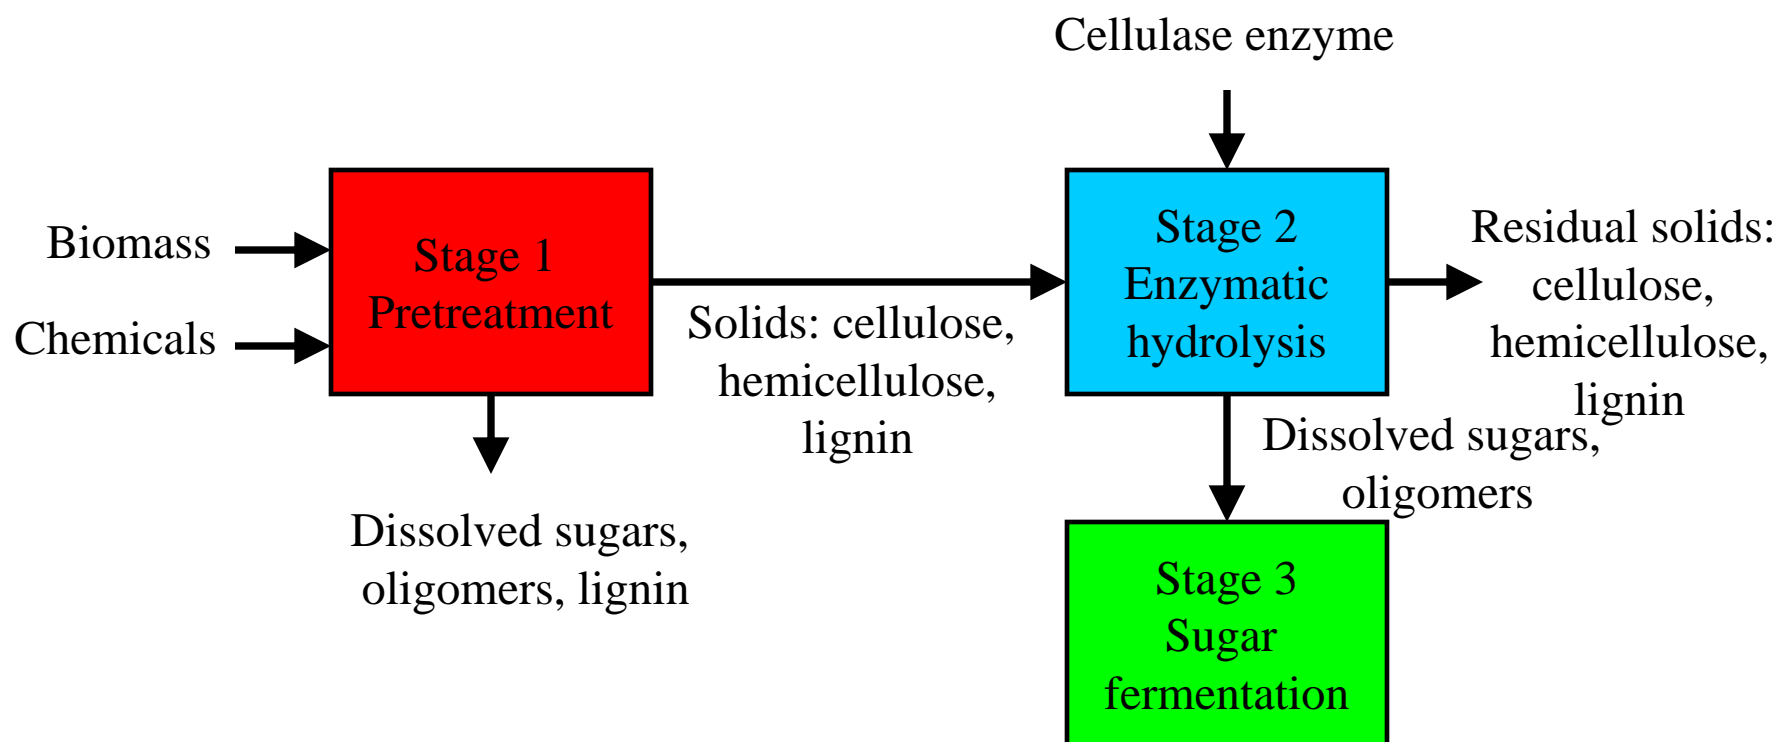 Cellulase enzyme
Biomass
Chemicals
Stage 1
Pretreatment
Solids: cellulose,
hemicellulose,
lignin
Dissolved sugars,
oligomers, lignin
Stage 2
Enzymatic
hydrolysis
Residual solids:
cellulose,
hemicellulose,
lignin
Dissolved sugars,
oligomers
Stage 3
Sugar
fermentation